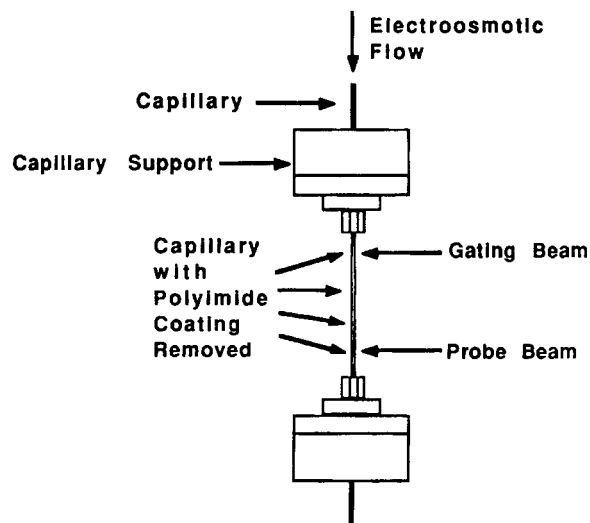 Electroosmotic
Flow
Capillary
Capillary Support
Capillary
with
Polyimide
Coating
Removed
Gating Beam
Probe Beam